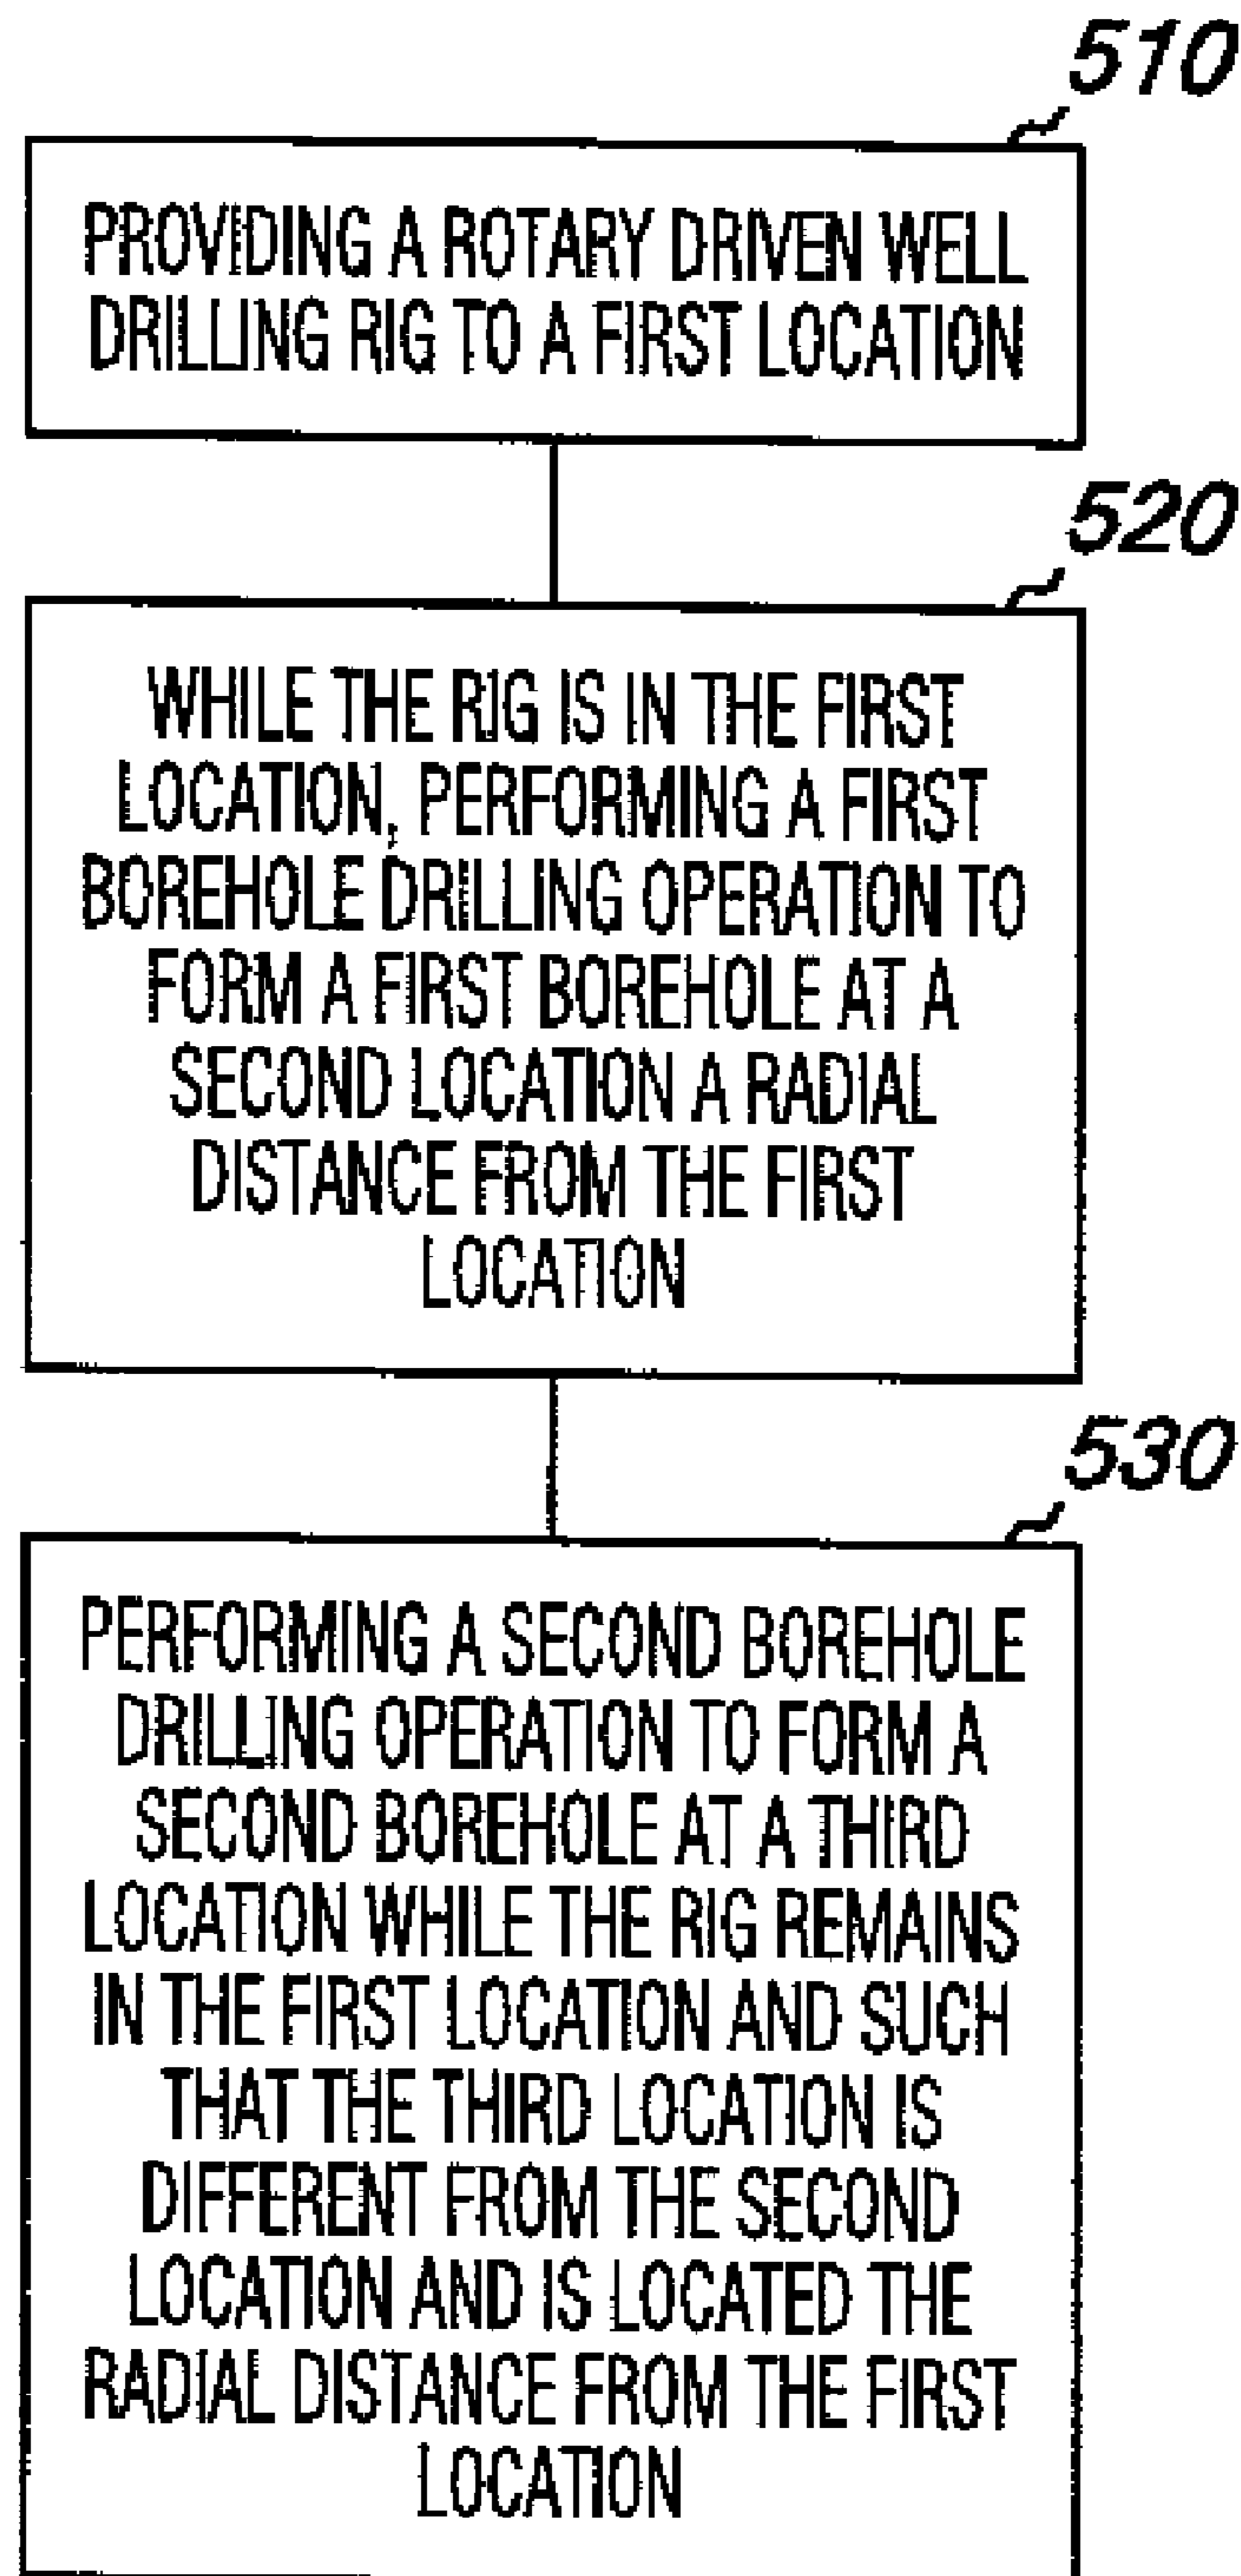 510
PROVIDING A ROTARY DRIVEN WELL
DRILLING RIG TO A FIRST LOCATION
520
WHILE THE RIG IS IN THE FIRST
LOCATION, PERFORMING A FIRST
BOREHOLE DRILLING OPERATION TO
FORM A FIRST BOREHOLE AT A
SECOND LOCATION A RADIAL
DISTANCE FROM THE FIRST
LOCATION
530
PERFORMING A SECOND BOREHOLE
DRILLING OPERATION TO FORM A
SECOND BOREHOLE AT A THIRD
LOCATION WHILE THE RIG REMAINS
IN THE FIRST LOCATION AND SUCH
THAT THE THIRD LOCATION IS
DIFFERENT FROM THE SECOND
LOCATION AND IS LOCATED THE
RADIAL DISTANCE FROM THE FIRST
LOCATION